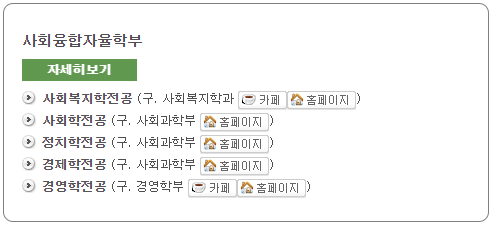 사회융합자율학부
자세히보기
사회복지학전공 (구. 사회복지학과 카페 홈페이지 )
사회학전공 (구. 사회과학부 홈페이지 )
정치학전공 (구. 사회과학부 홈페이지 )
경제학전공 (구. 사회과학부 홈페이지 )
경영학전공 (구. 경영학부 카페 홈페이지 )